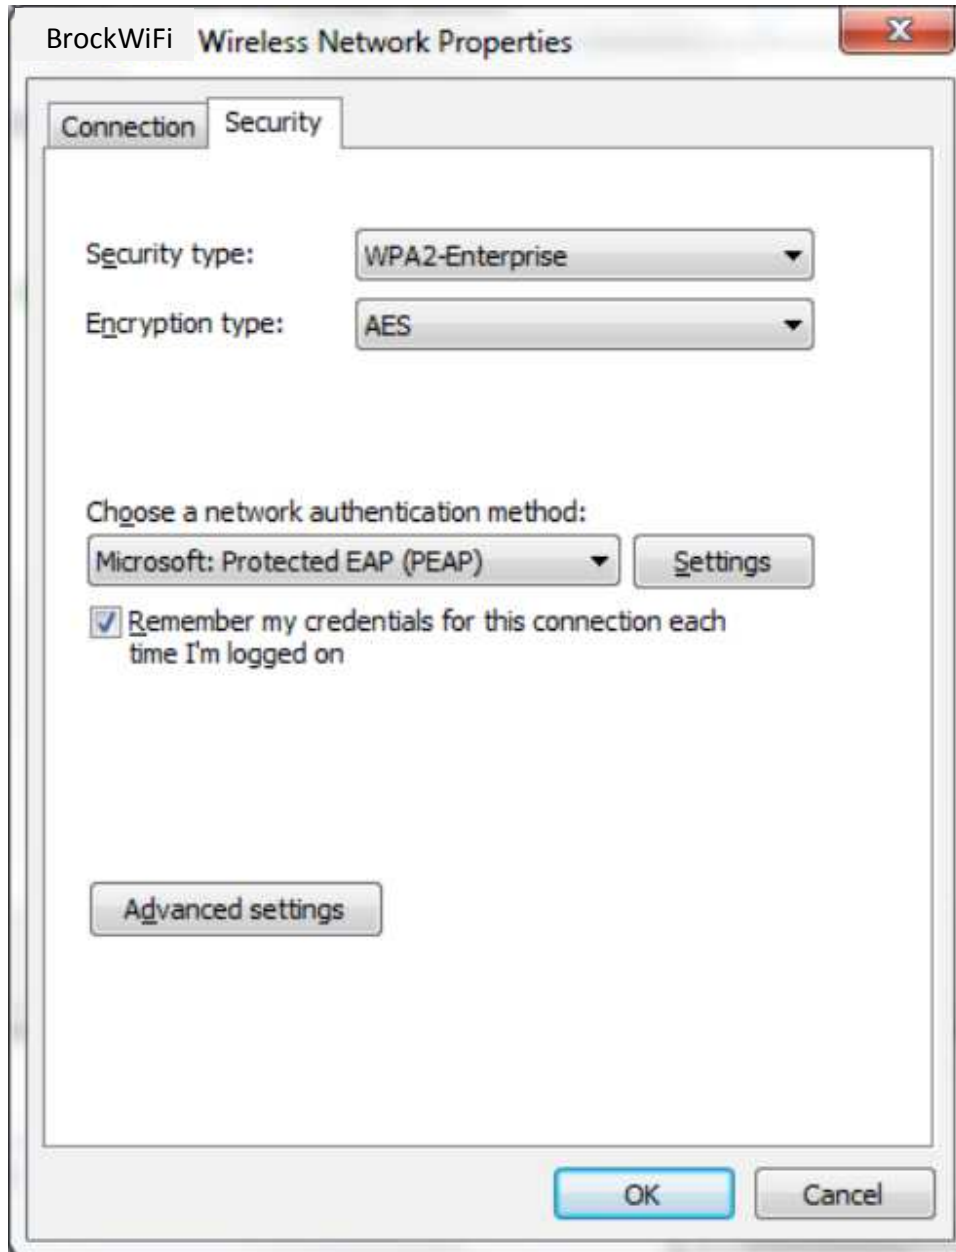 BrockWiFi Wireless Network Properties
Connection Security
Security type: WPA2-Enterprise
Encryption type: AES
Choose a network authentication method:
Microsoft: Protected EAP (PEAP) Settings
Remember my credentials for this connection each
time I'm logged on
Advanced settings
OK Cancel